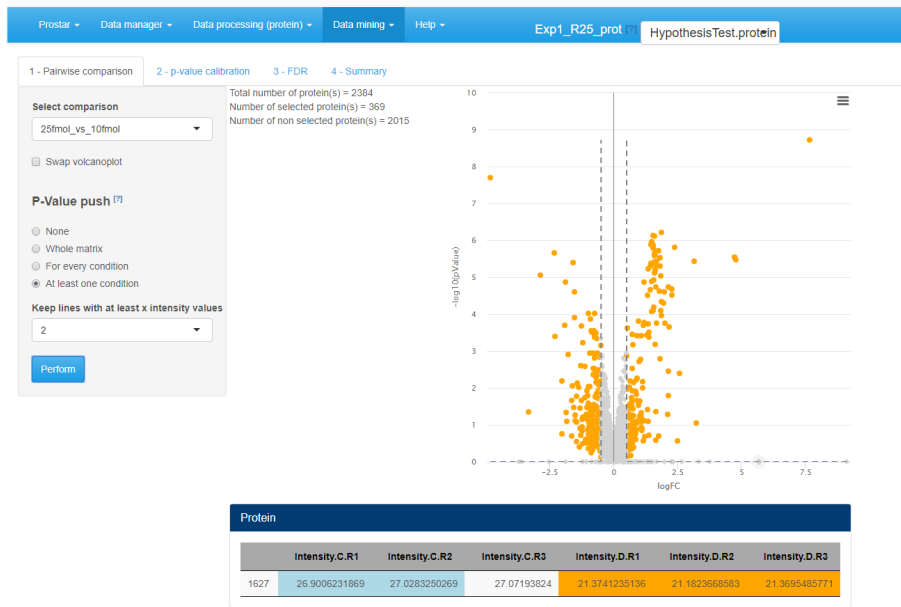 Prostar Data manager Data processing (protein) Data mining Help Exp1_R25_prot [?] HypothesisTest.protein
1 - Pairwise comparison 2 - p-value calibration 3 - FDR 4 - Summary
Select comparison
25fmol_vs_10fmol
Swap volcanoplot
P-Value push [?]
None
Whole matrix
For every condition
At least one condition
Keep lines with at least x intensity values
2
Perform
Total number of protein(s) = 2384
Number of selected protein(s) = 369
Number of non selected protein(s) = 2015
10
9
8
7
6
5
4
3
2
1
0
-log10(pValue)
-2.5 0 2.5 5 7.5
logFC
Protein
Intensity.C.R1 Intensity.C.R2 Intensity.C.R3 Intensity.D.R1 Intensity.D.R2 Intensity.D.R3
1627 26.9006231869 27.0283250269 27.07193824 21.3741235136 21.1823668583 21.3695485771